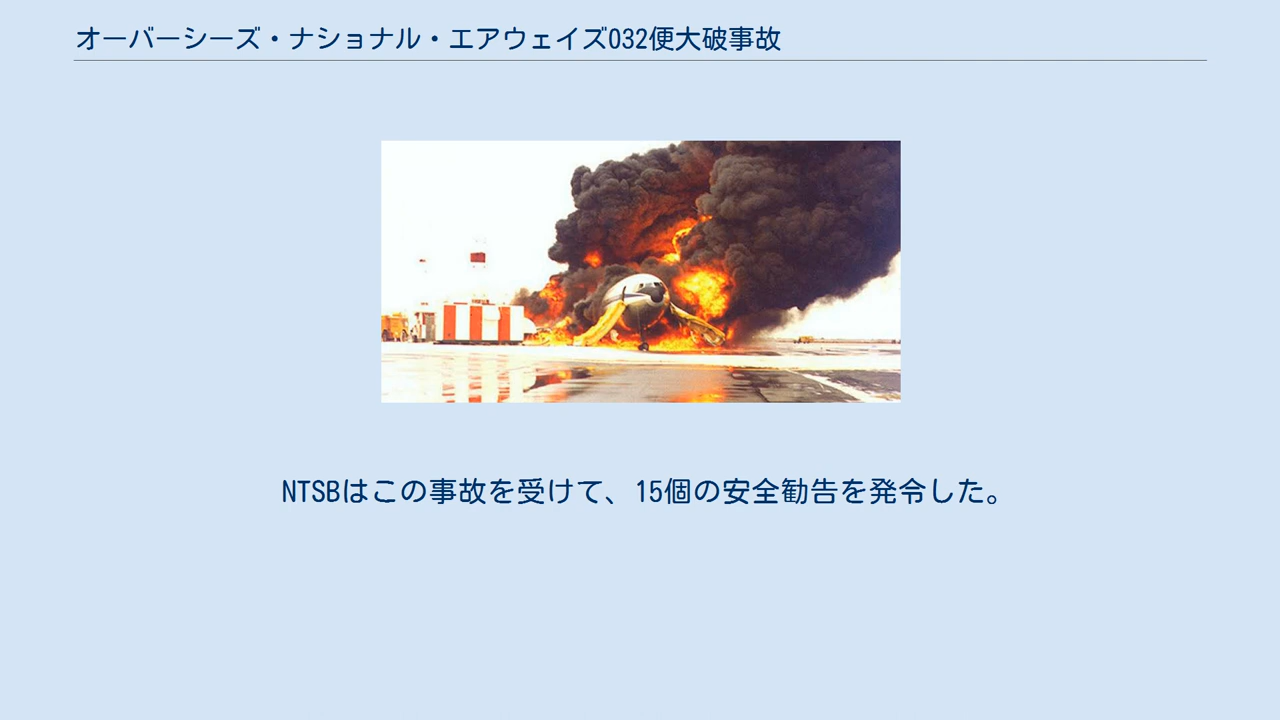 オーバーシーズ・ナショナル・エアウェイズ032便大破事故
NTSBはこの事故を受けて、15個の安全勧告を発令した。